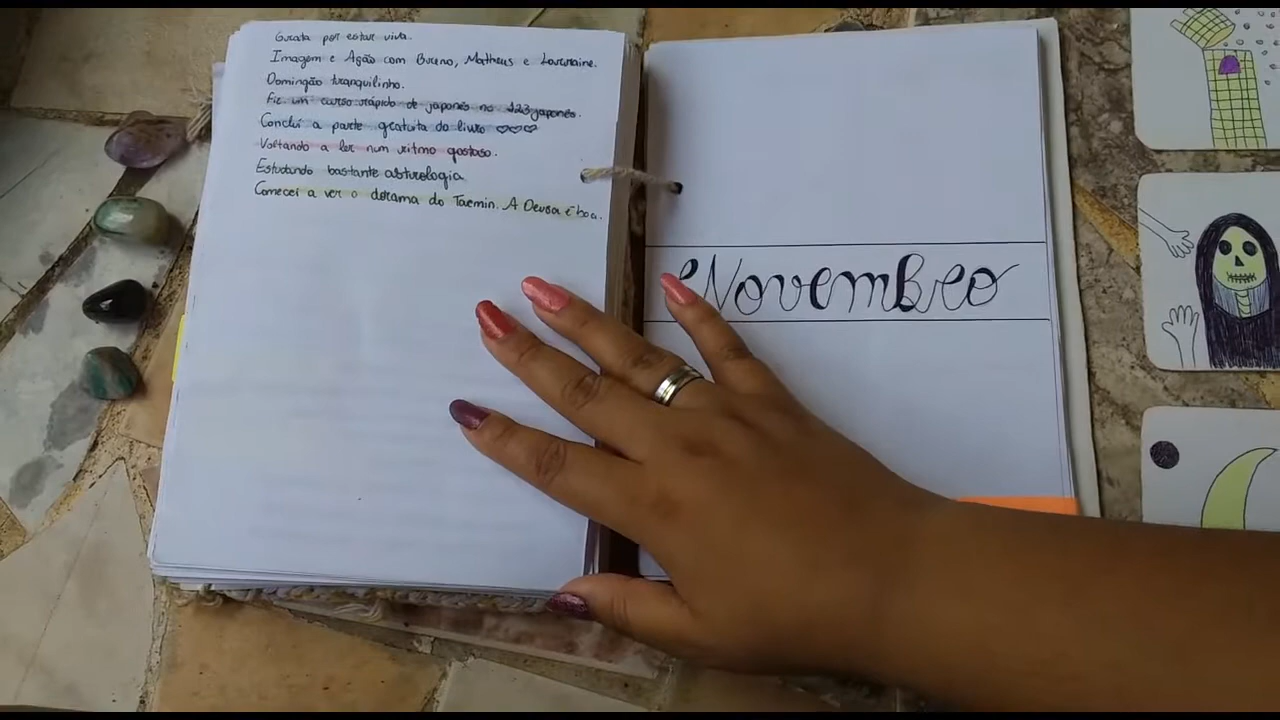 Grata por estar viva.
Imagem e Ação com Bruno, Matheus e Lourraine.
Domingão tranquilinho.
Fiz um curso rápido de japonês no 123japonês.
Concluí a parte gratuita do livro ♡♡♡
Voltando a ler num ritmo gostoso.
Estudando bastante astrologia
Comecei a ver o dorama do Taemin. A Deusa é boa.
Novembro